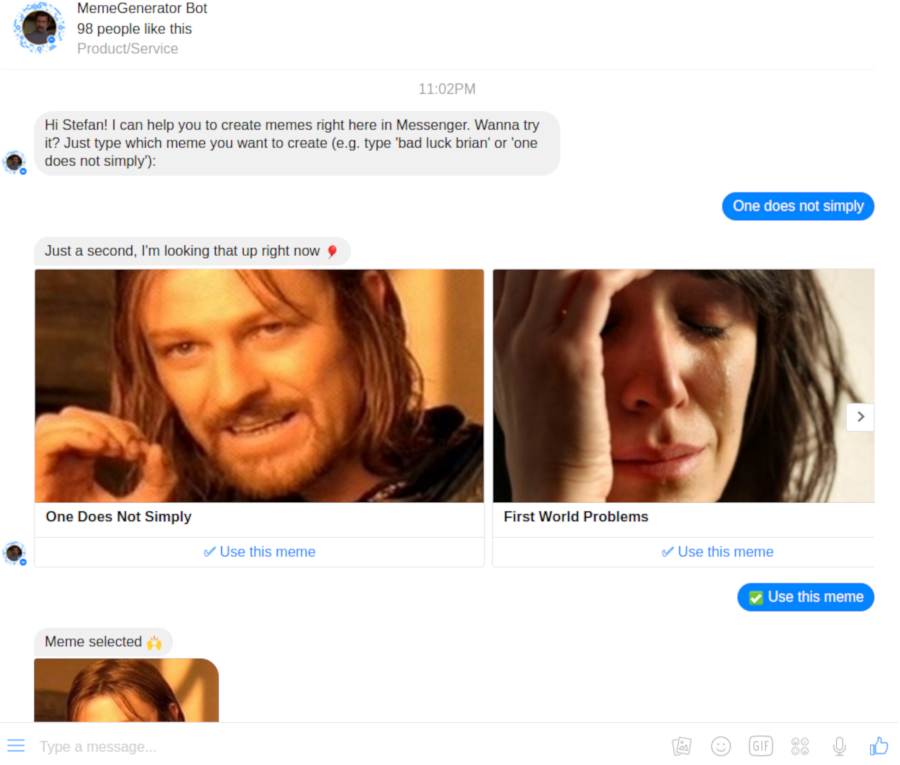 MemeGenerator Bot
98 people like this
Product/Service
11:02PM
Hi Stefan! I can help you to create memes right here in Messenger. Wanna try
it? Just type which meme you want to create (e.g. type 'bad luck brian' or 'one
does not simply'):
One does not simply
Just a second, I'm looking that up right now 🎈
One Does Not Simply
First World Problems
✔ Use this meme
✔ Use this meme
✅ Use this meme
Meme selected 🙌
Type a message...
GIF